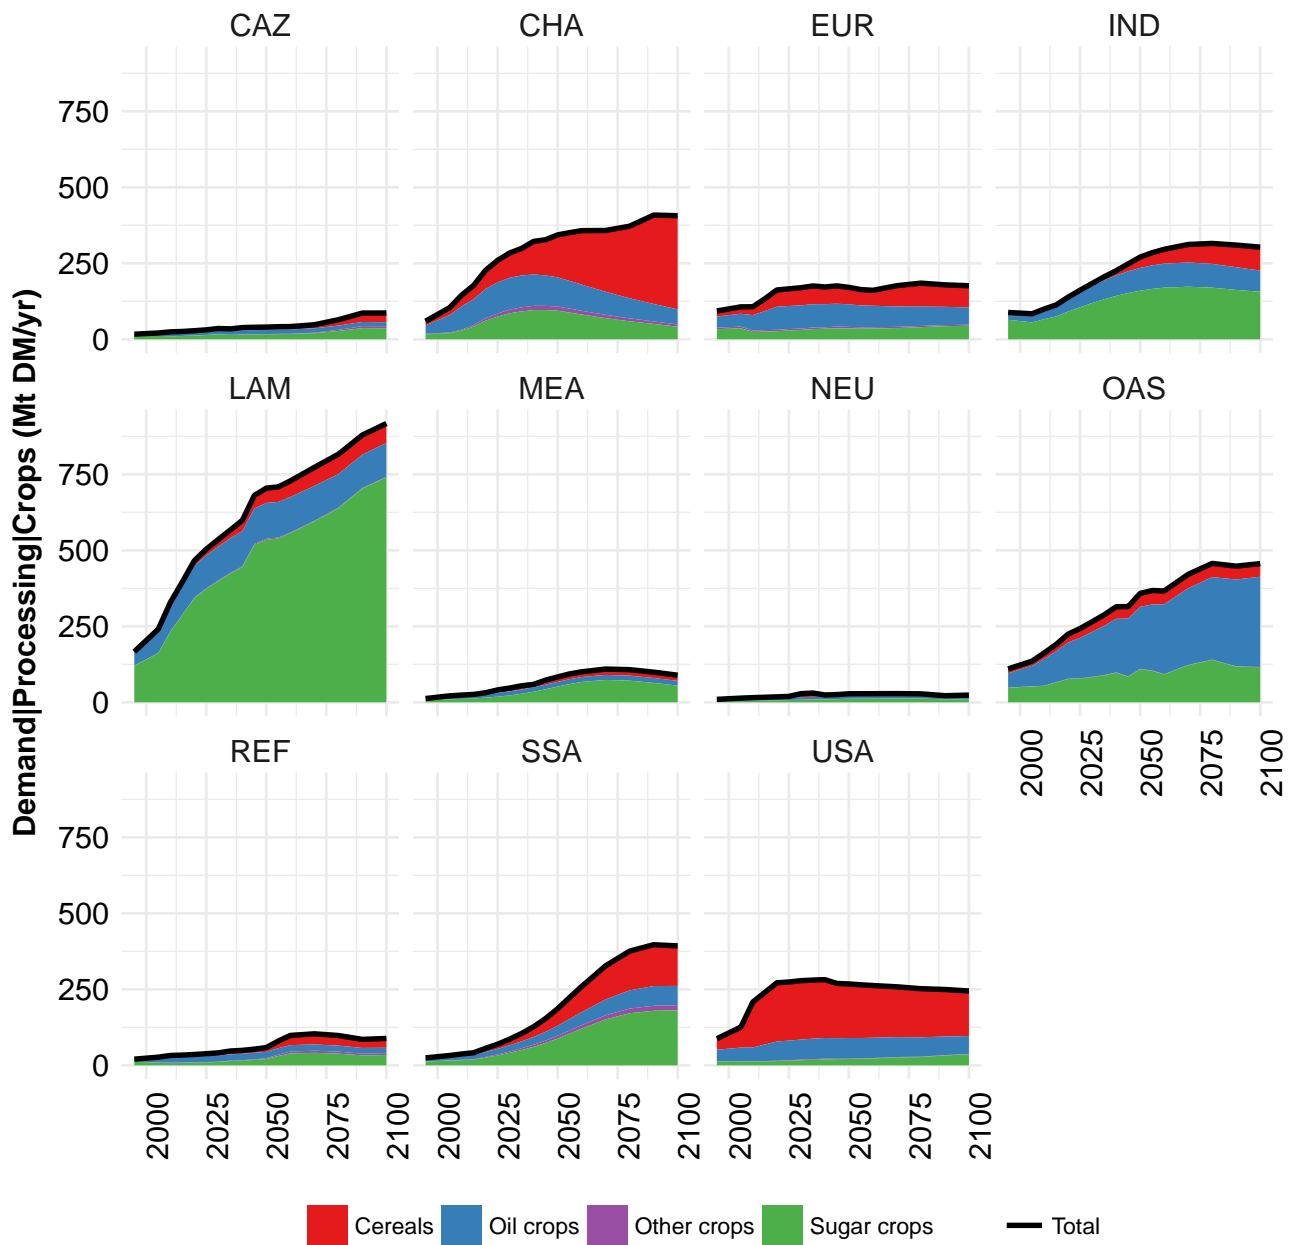 CAZ CHA EUR IND
750
500
250
0
LAM MEA NEU OAS
750
500
250
0
2000 2025 2050 2075 2100
REF SSA USA
750
500
250
0
2000 2025 2050 2075 2100 2000 2025 2050 2075 2100 2000 2025 2050 2075 2100
Demand|Processing|Crops (Mt DM/yr)
Cereals Oil crops Other crops Sugar crops Total